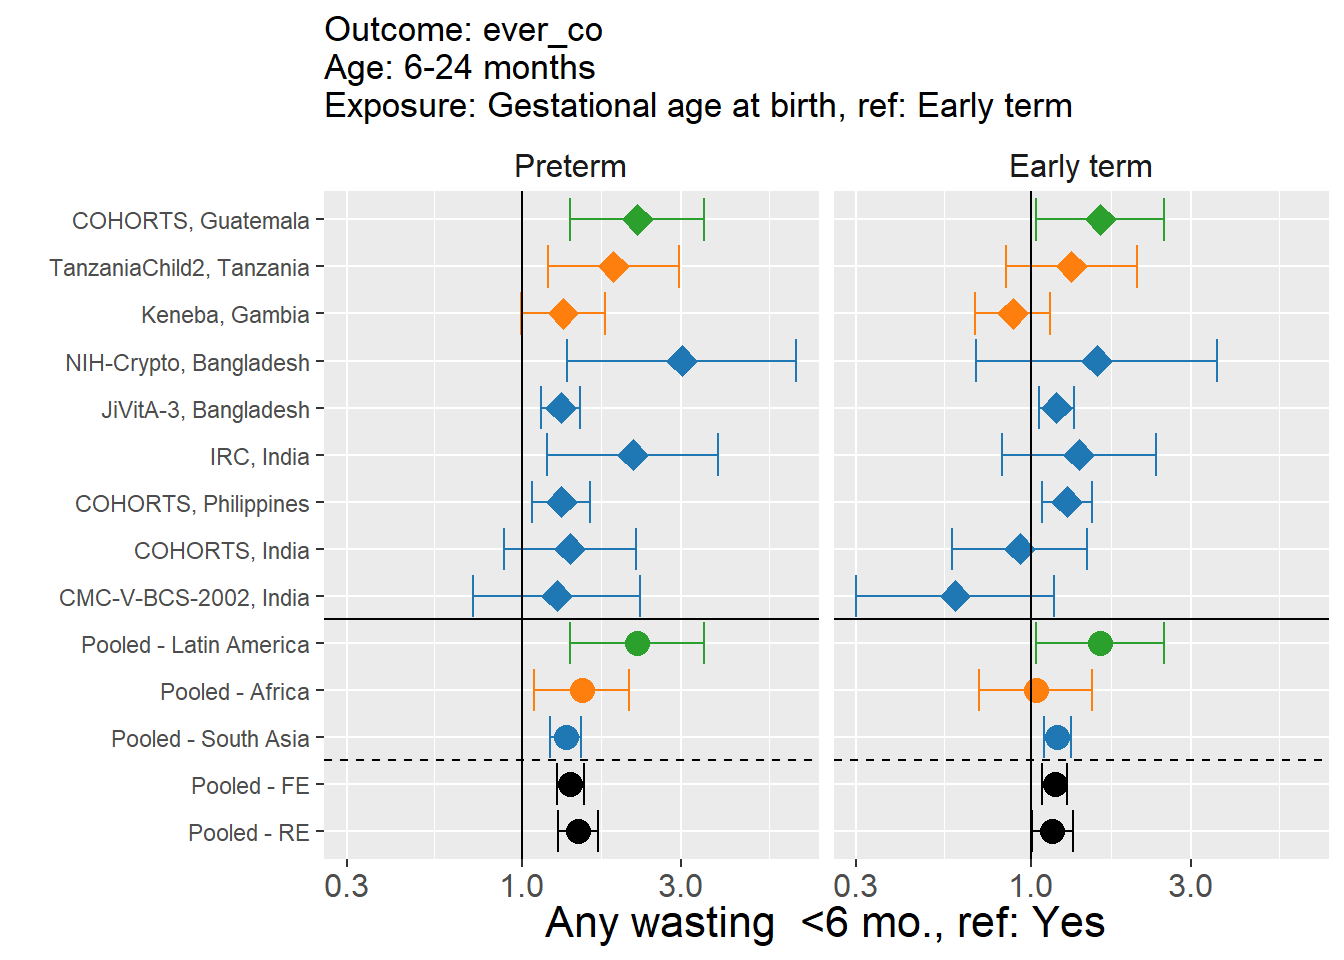 Outcome: ever_co
Age: 6-24 months
Exposure: Gestational age at birth, ref: Early term
Preterm
Early term
COHORTS, Guatemala
TanzaniaChild2, Tanzania
Keneba, Gambia
NIH-Crypto, Bangladesh
JiVitA-3, Bangladesh
IRC, India
COHORTS, Philippines
COHORTS, India
CMC-V-BCS-2002, India
Pooled - Latin America
Pooled - Africa
Pooled - South Asia
Pooled - FE
Pooled - RE
0.3 1.0 3.0 0.3 1.0 3.0
Any wasting  <6 mo., ref: Yes